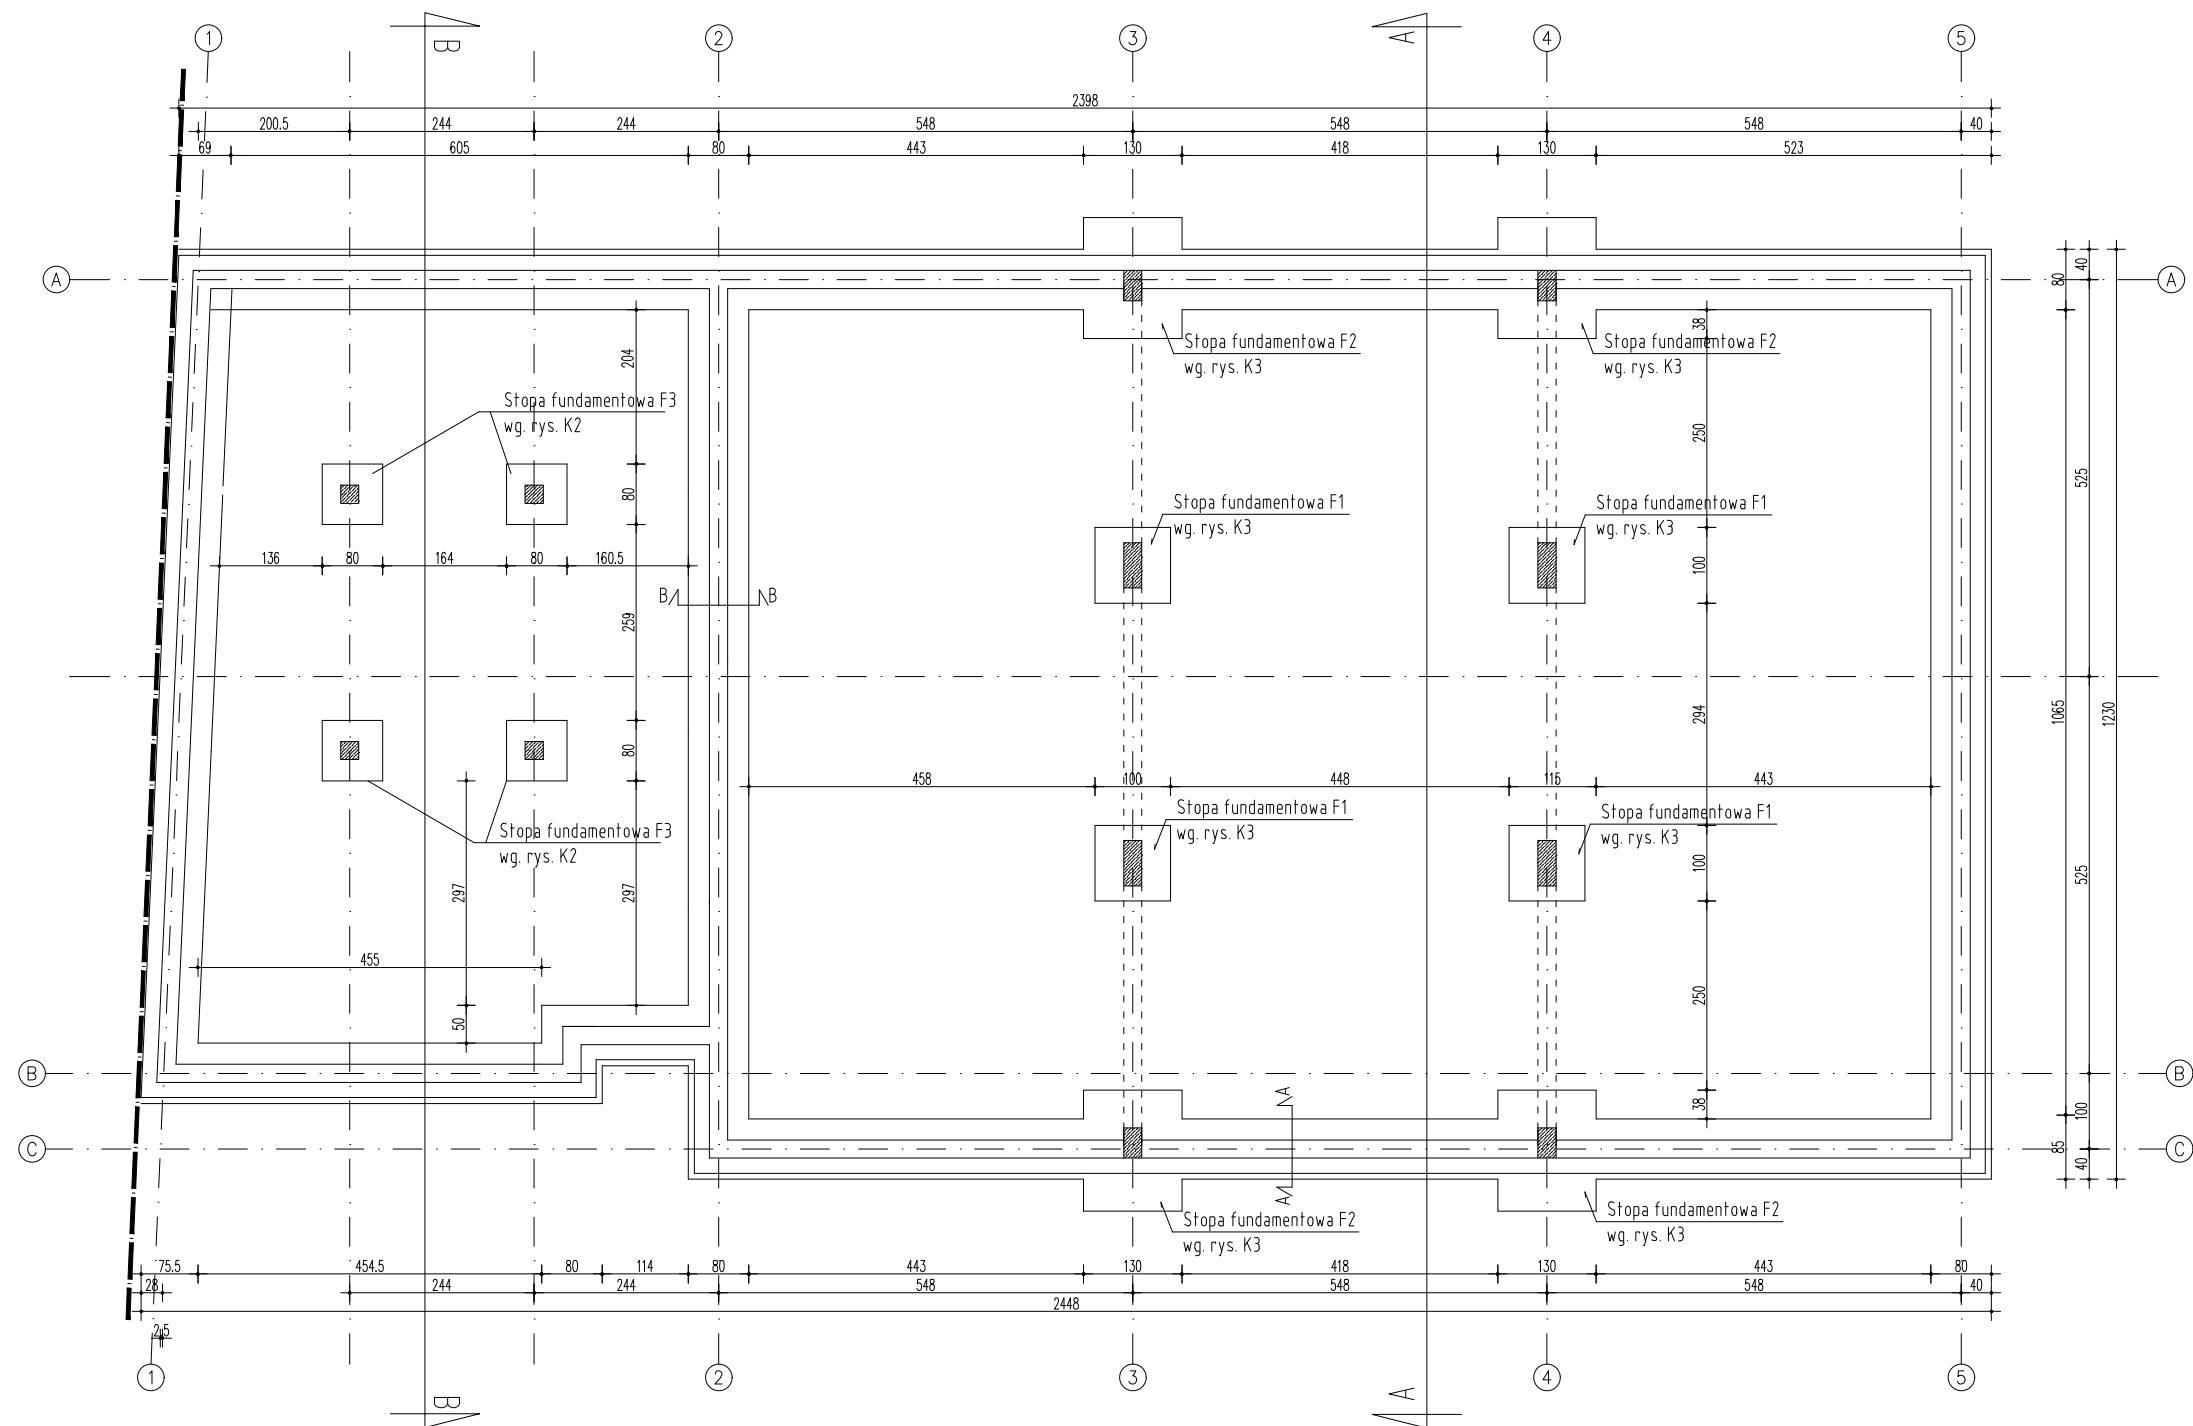 1
B
2
3
A
4
5
2398
200.5
244
244
548
548
548
40
69
605
80
443
130
418
130
523
A
A
80
40
38
Stopa fundamentowa F2
wg. rys. K3
Stopa fundamentowa F2
wg. rys. K3
204
Stopa fundamentowa F3
wg. rys. K2
250
525
80
Stopa fundamentowa F1
wg. rys. K3
Stopa fundamentowa F1
wg. rys. K3
136
80
164
80
160.5
100
B
B
259
294
1065
1230
80
458
100
448
115
443
Stopa fundamentowa F1
wg. rys. K3
Stopa fundamentowa F1
wg. rys. K3
Stopa fundamentowa F3
wg. rys. K2
297
297
100
525
455
250
50
B
B
A
38
100
C
C
85
40
A
Stopa fundamentowa F2
wg. rys. K3
Stopa fundamentowa F2
wg. rys. K3
75.5
454.5
80
114
80
443
130
418
130
443
80
28
244
244
548
548
548
40
2448
2.5
1
B
2
3
A
4
5